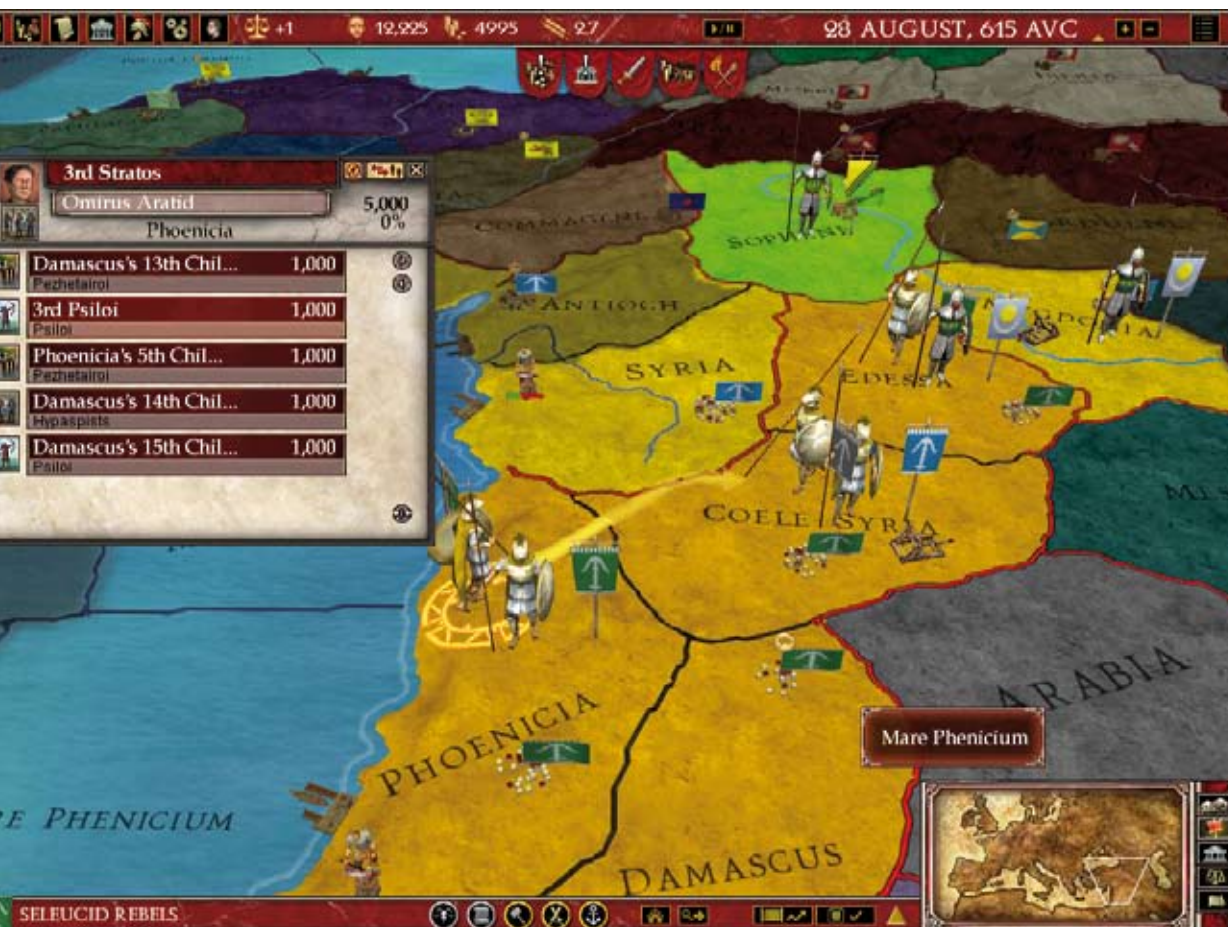 +1 12,225 4995 27 28 AUGUST, 615 AVC
3rd Stratos
Omirus Aratid 5,000
0%
Phoenicia
Damascus's 13th Chil... 1,000
Pezhetairoi
3rd Psiloi 1,000
Psiloi
Phoenicia's 5th Chil... 1,000
Pezhetairoi
Damascus's 14th Chil... 1,000
Hypaspists
Damascus's 15th Chil... 1,000
Psiloi
COMMAGENE
SOPHENE
ANTIOCH
SYRIA
EDESSA
COELE SYRIA
ARABIA
PHOENICIA
Mare Phenicium
PHENICIUM
DAMASCUS
SELEUCID REBELS